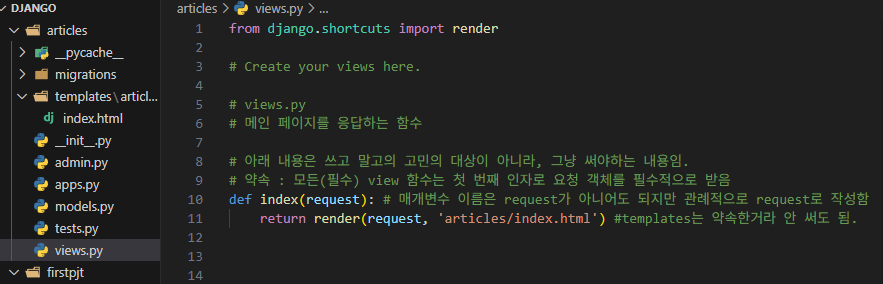 DJANGO
articles
__pycache__
migrations
templates\artic...
index.html
__init__.py
admin.py
apps.py
models.py
tests.py
views.py
firstpjt
articles > views.py > ...
1 from django.shortcuts import render
2
3 # Create your views here.
4
5 # views.py
6 # 메인 페이지를 응답하는 함수
7
8 # 아래 내용은 쓰고 말고의 고민의 대상이 아니라, 그냥 써야하는 내용임.
9 # 약속 : 모든(필수) view 함수는 첫 번째 인자로 요청 객체를 필수적으로 받음
10 def index(request): # 매개변수 이름은 request가 아니어도 되지만 관례적으로 request로 작성함
11 return render(request, 'articles/index.html') #templates는 약속한거라 안 써도 됨.
12
13
14